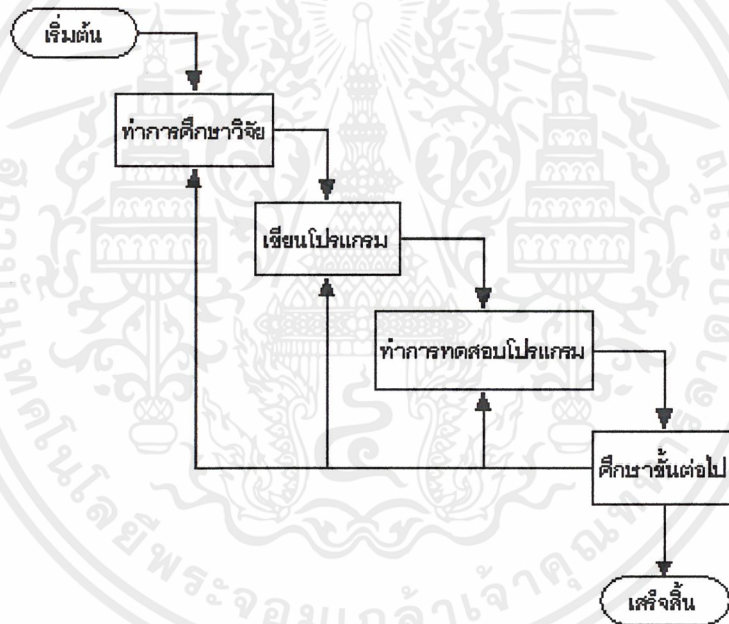 เริ่มต้น
ทำการศึกษาวิจัย
เขียนโปรแกรม
ทำการทดสอบโปรแกรม
ศึกษาขั้นต่อไป
เสร็จสิ้น